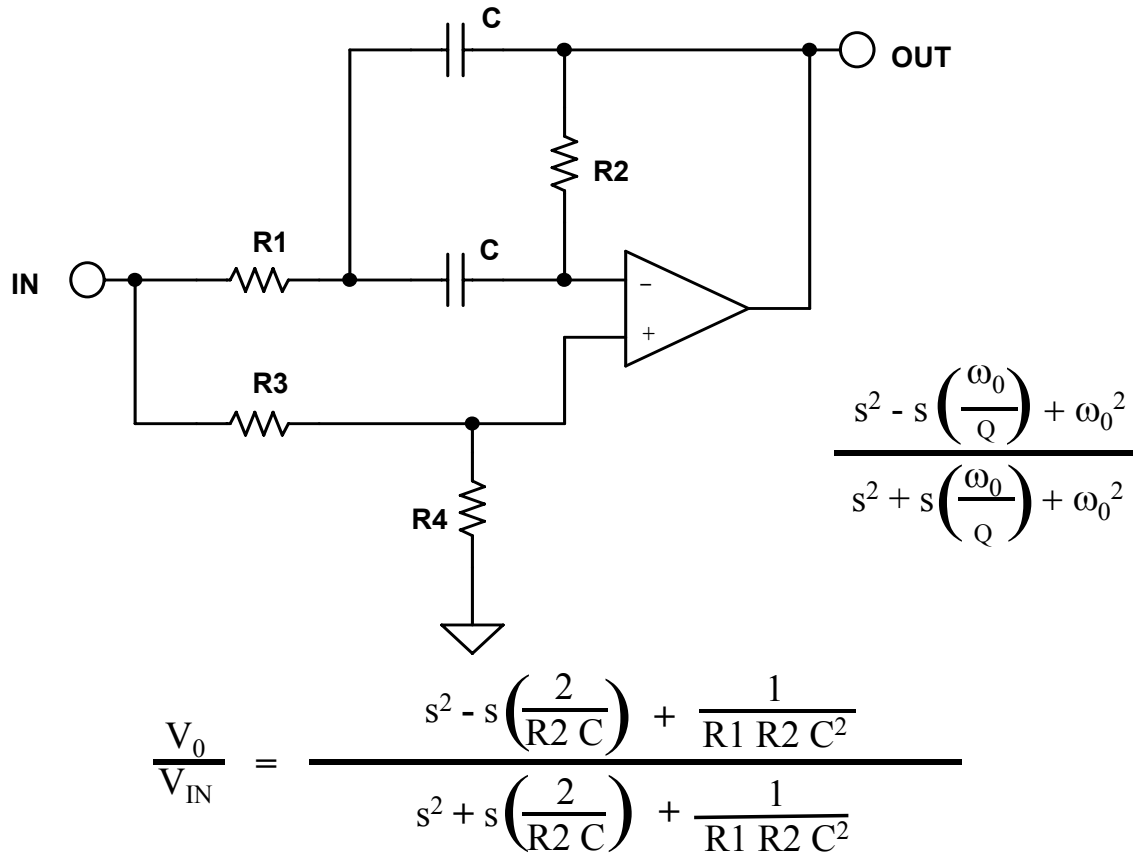 C
OUT
R2
R1
C
IN
−
+
R3
R4
s² - s (ω₀/Q) + ω₀²
s² + s (ω₀/Q) + ω₀²
V₀/V_IN = 
s² - s (2/R2 C) + 1/R1 R2 C²
s² + s (2/R2 C) + 1/R1 R2 C²